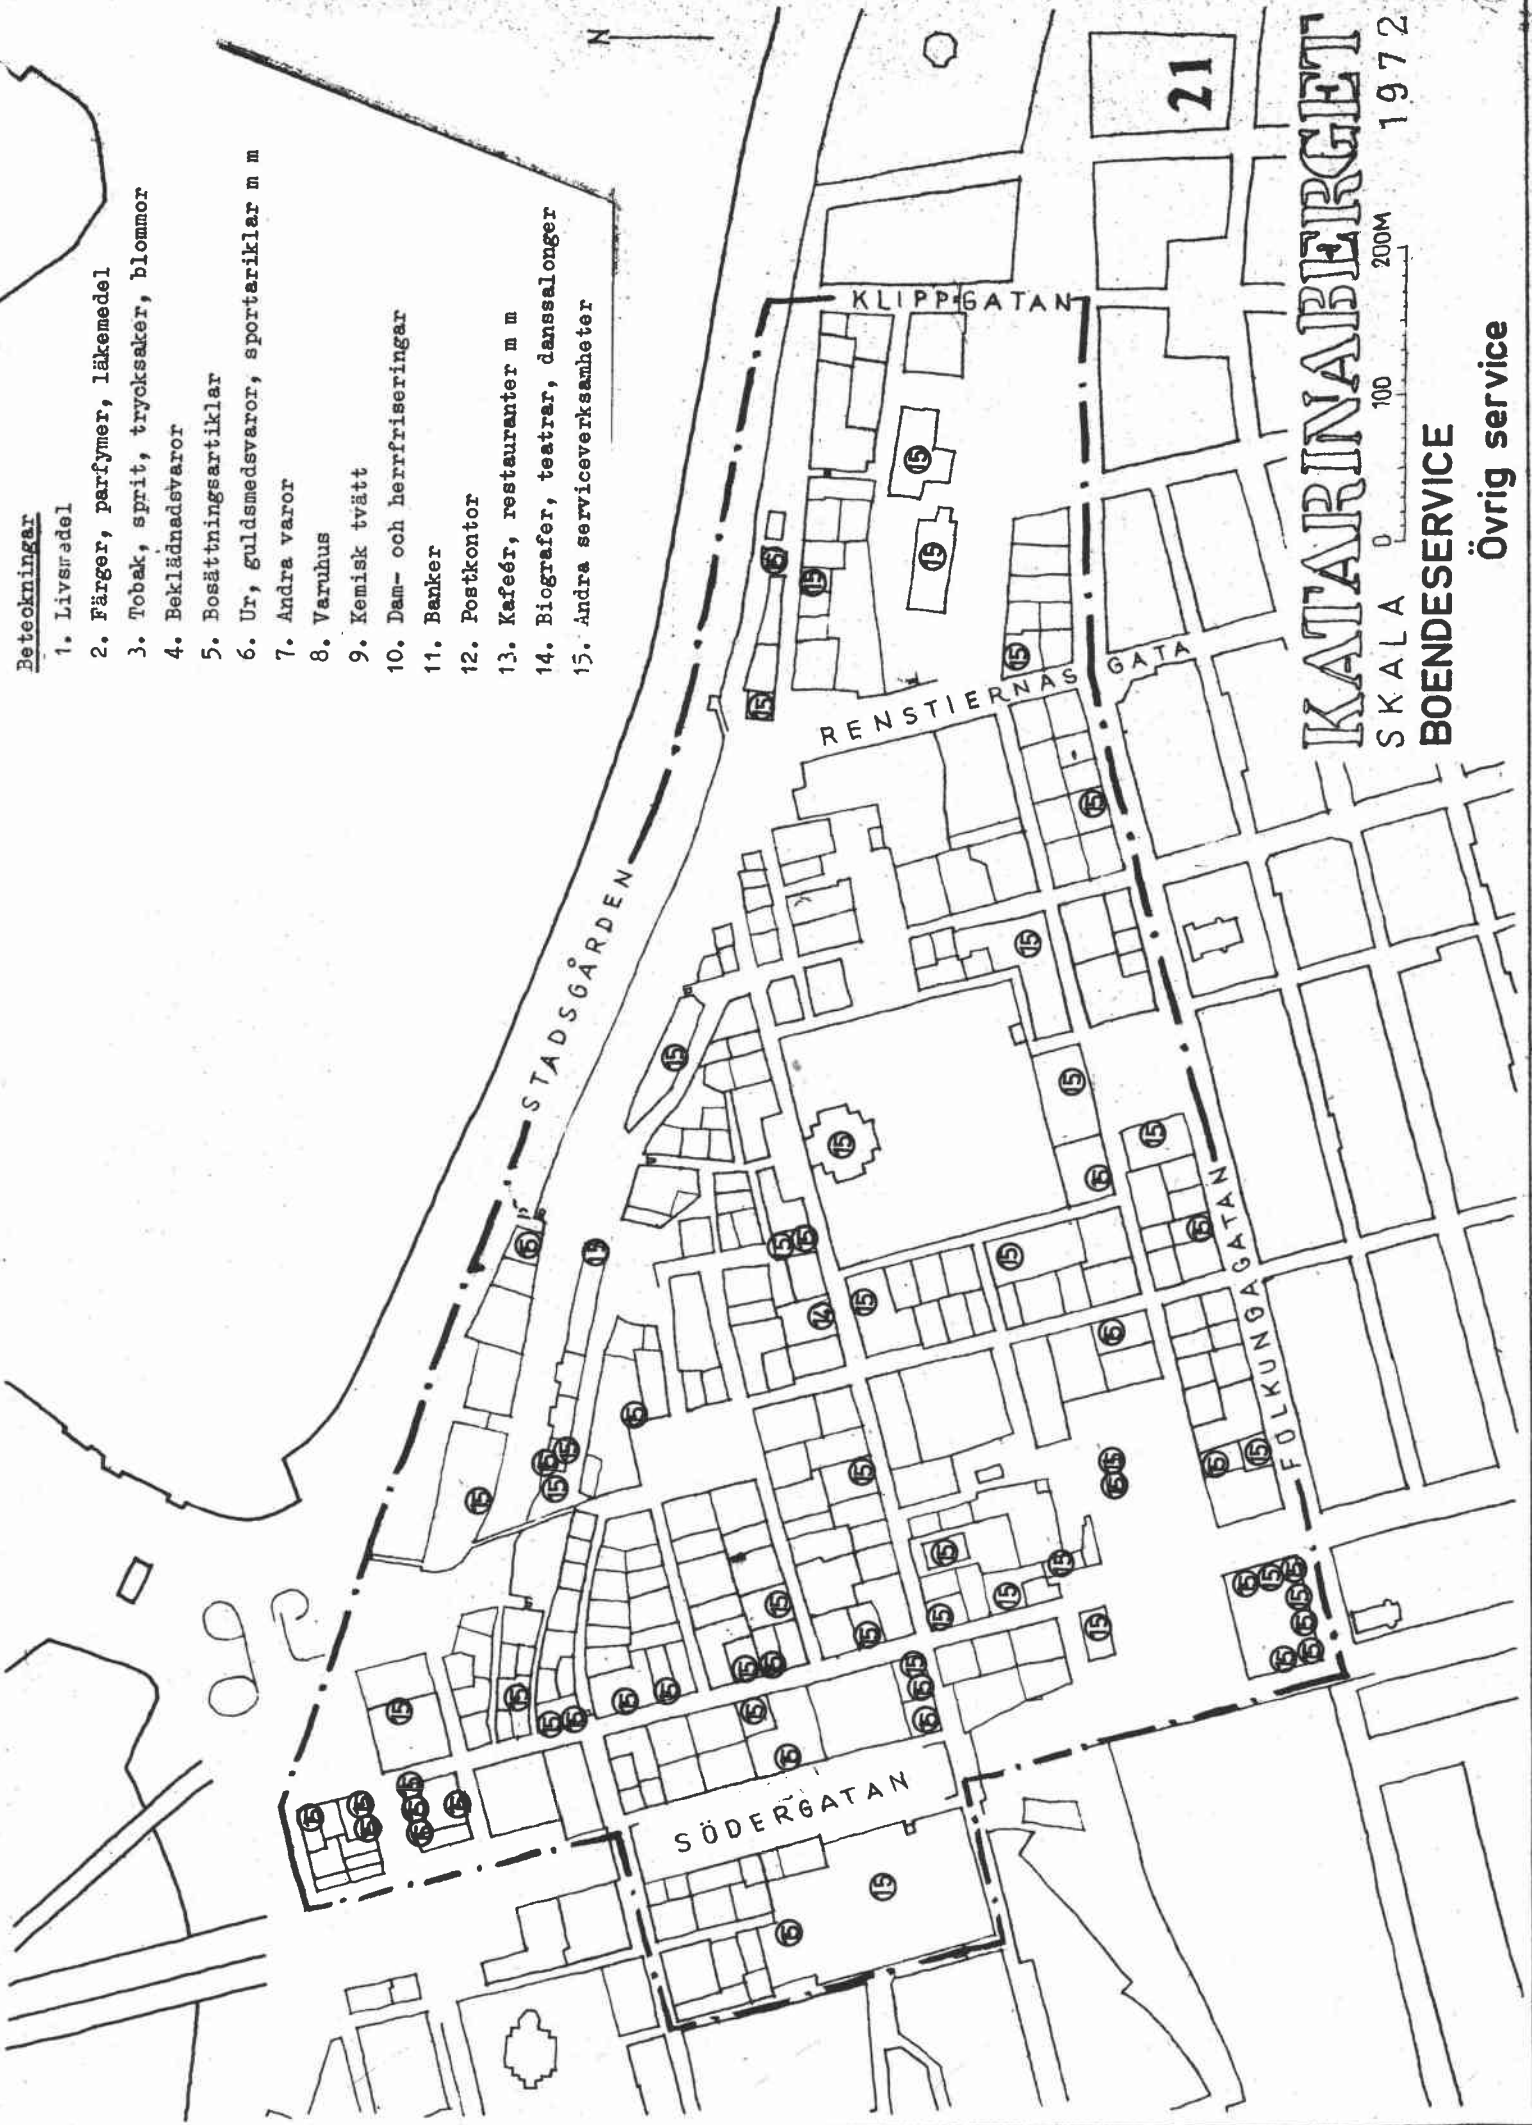 Beteckningar
1. Livsmedel
2. Färger, parfymer, läkemedel
3. Tobak, sprit, trycksaker, blommor
4. Beklädnadsvaror
5. Bosättningsartiklar
6. Ur, guldsmedsvaror, sportariklar m m
7. Andra varor
8. Varuhus
9. Kemisk tvätt
10. Dam- och herrfriseringar
11. Banker
12. Postkontor
13. Kafeér, restauranter m m
14. Biografer, teatrar, danssalonger
15. Andra serviceverksamheter
N
STADSGÅRDEN
KLIPPGATAN
RENSTIERNAS GATA
SÖDERGATAN
FOLKUNGAGATAN
14
15
21
KATARINABERGET
SKALA 0 100 200M 1972
BOENDESERVICE
Övrig service